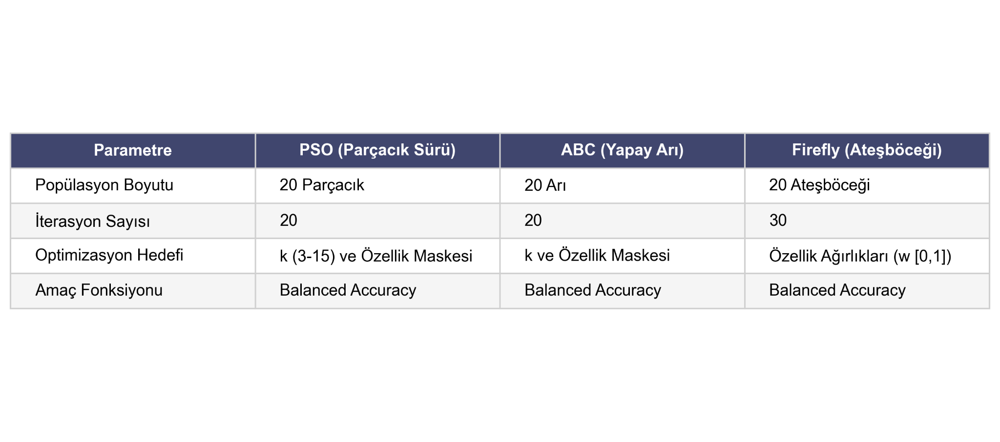 Parametre PSO (Parçacık Sürü) ABC (Yapay Arı) Firefly (Ateşböceği)
Popülasyon Boyutu 20 Parçacık 20 Arı 20 Ateşböceği
İterasyon Sayısı 20 20 30
Optimizasyon Hedefi k (3-15) ve Özellik Maskesi k ve Özellik Maskesi Özellik Ağırlıkları (w [0,1])
Amaç Fonksiyonu Balanced Accuracy Balanced Accuracy Balanced Accuracy